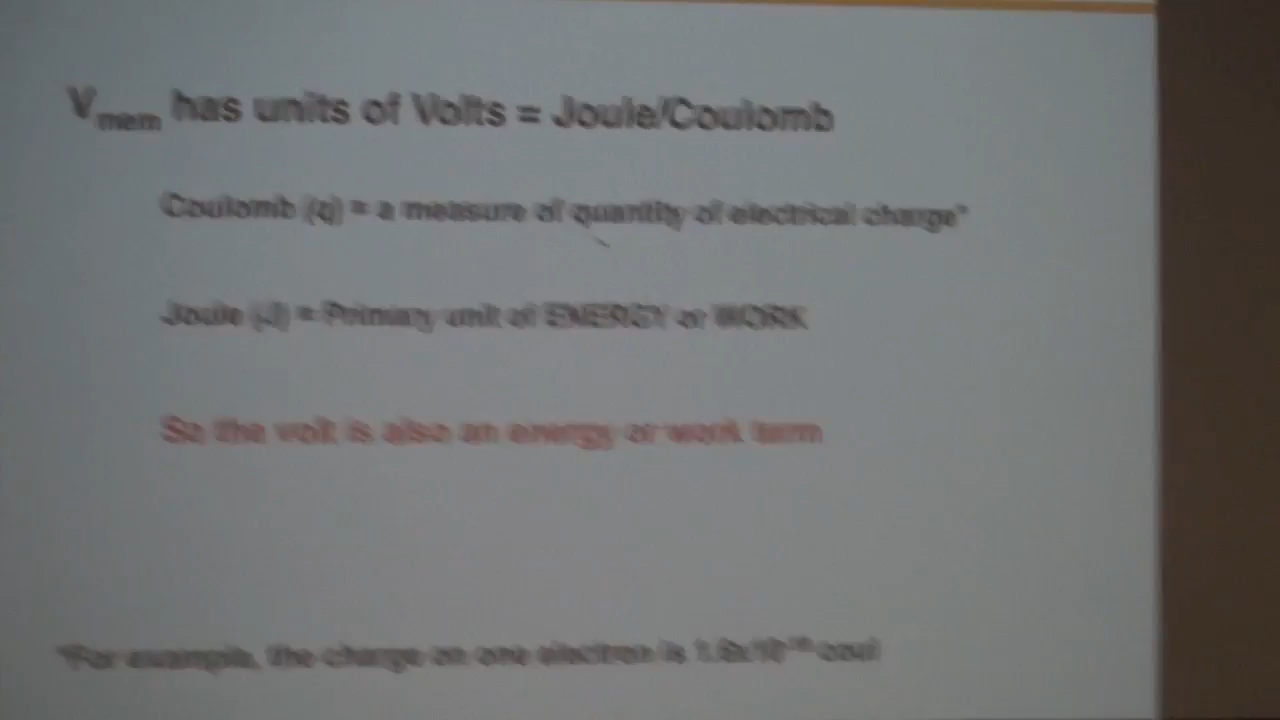 Vmem has units of Volts = Joule/Coulomb
Coulomb (q) = a measure of quantity of electrical charge*
Joule (J) = Primary unit of ENERGY or WORK
So the volt is also an energy or work term
*For example, the charge on one electron is coul